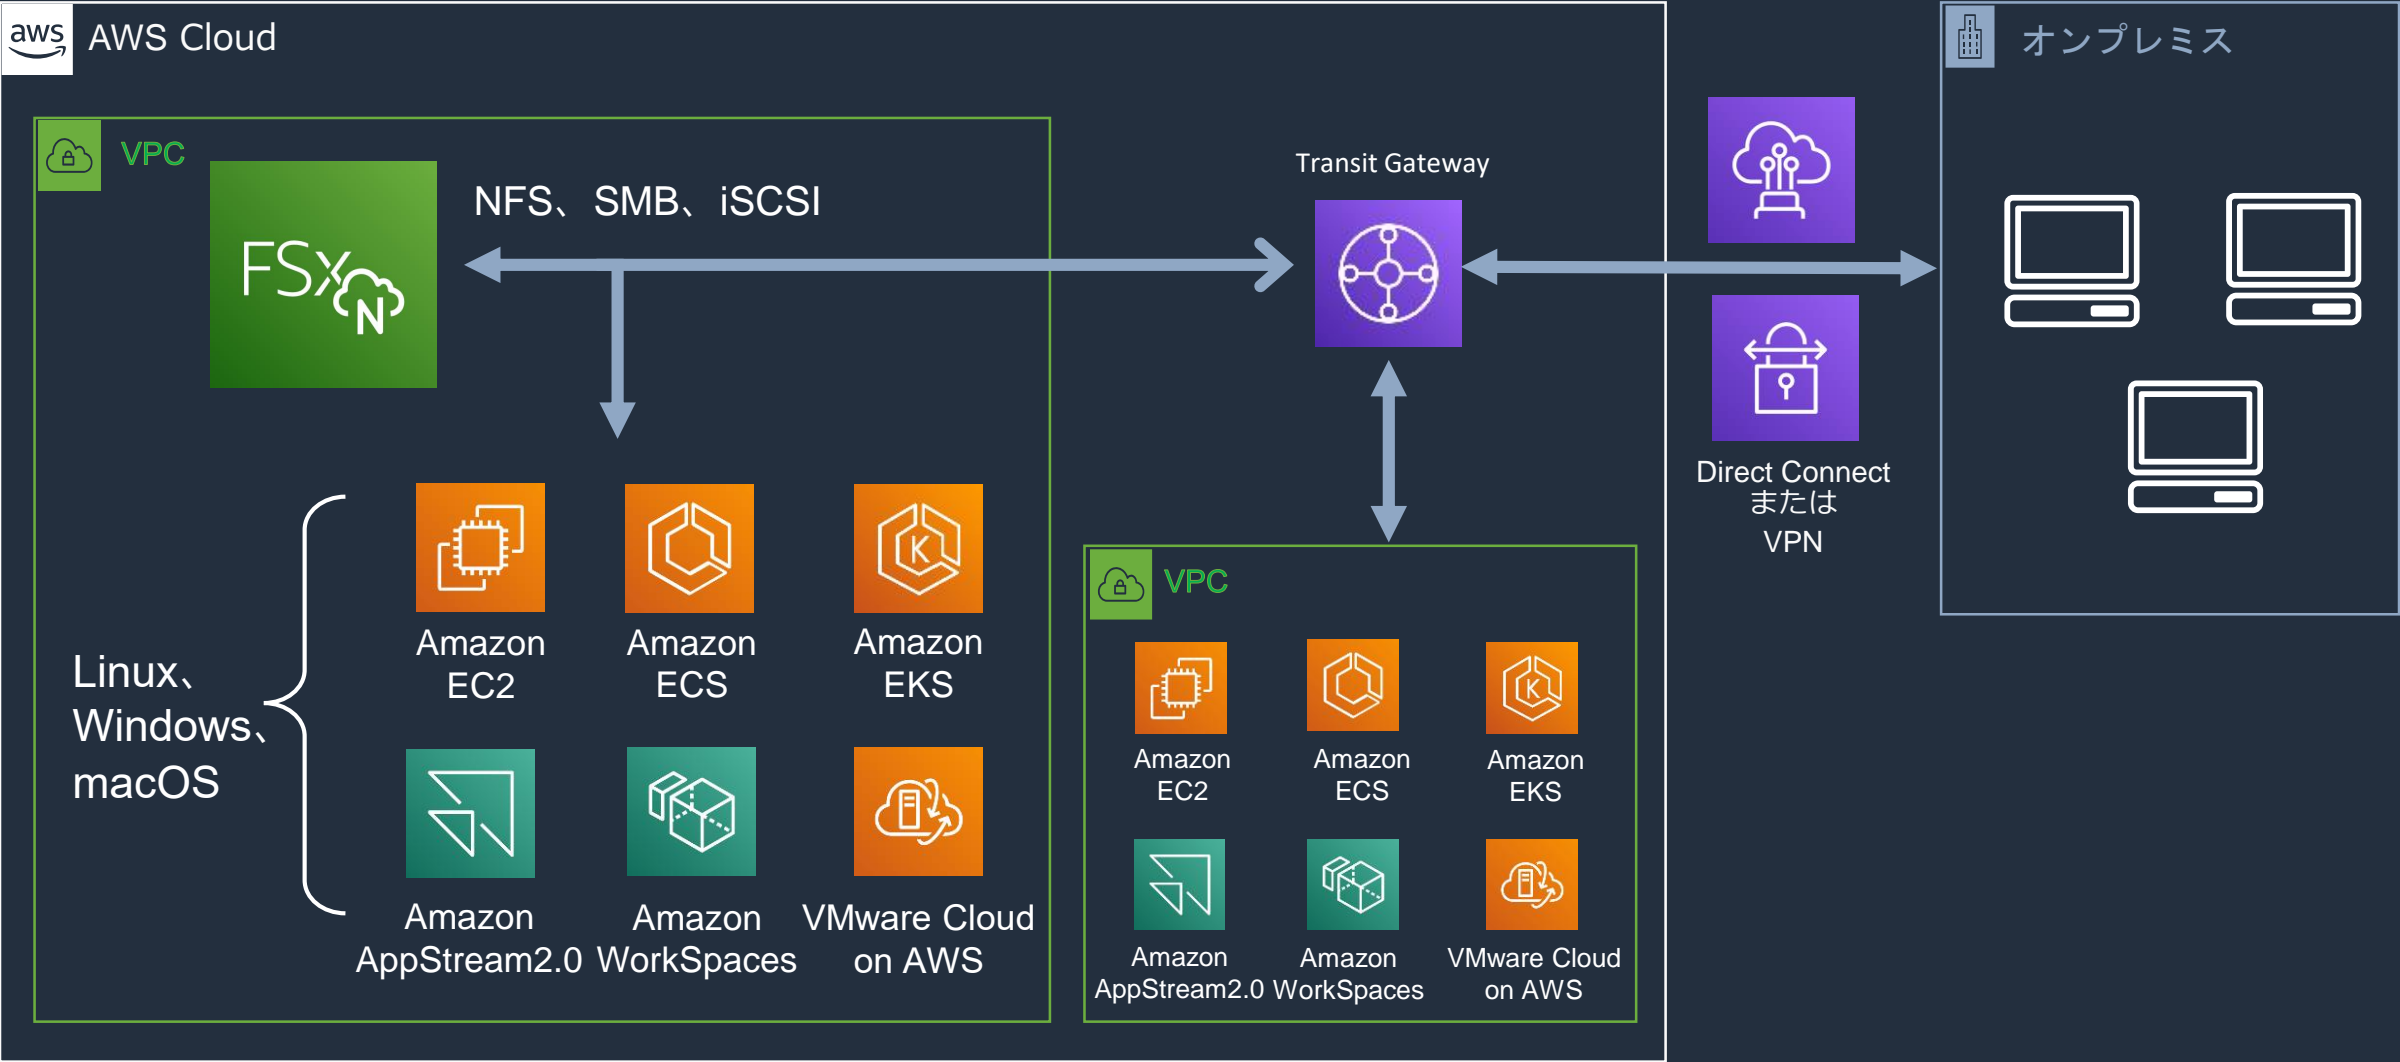 aws
AWS Cloud
オンプレミス
VPC
FSx
N
NFS、SMB、iSCSI
Transit Gateway
Direct Connect
または
VPN
Linux、
Windows、
macOS
Amazon
EC2
Amazon
ECS
K
Amazon
EKS
Amazon
AppStream2.0
Amazon
WorkSpaces
VMware Cloud
on AWS
VPC
Amazon
EC2
Amazon
ECS
K
Amazon
EKS
Amazon
AppStream2.0
Amazon
WorkSpaces
VMware Cloud
on AWS